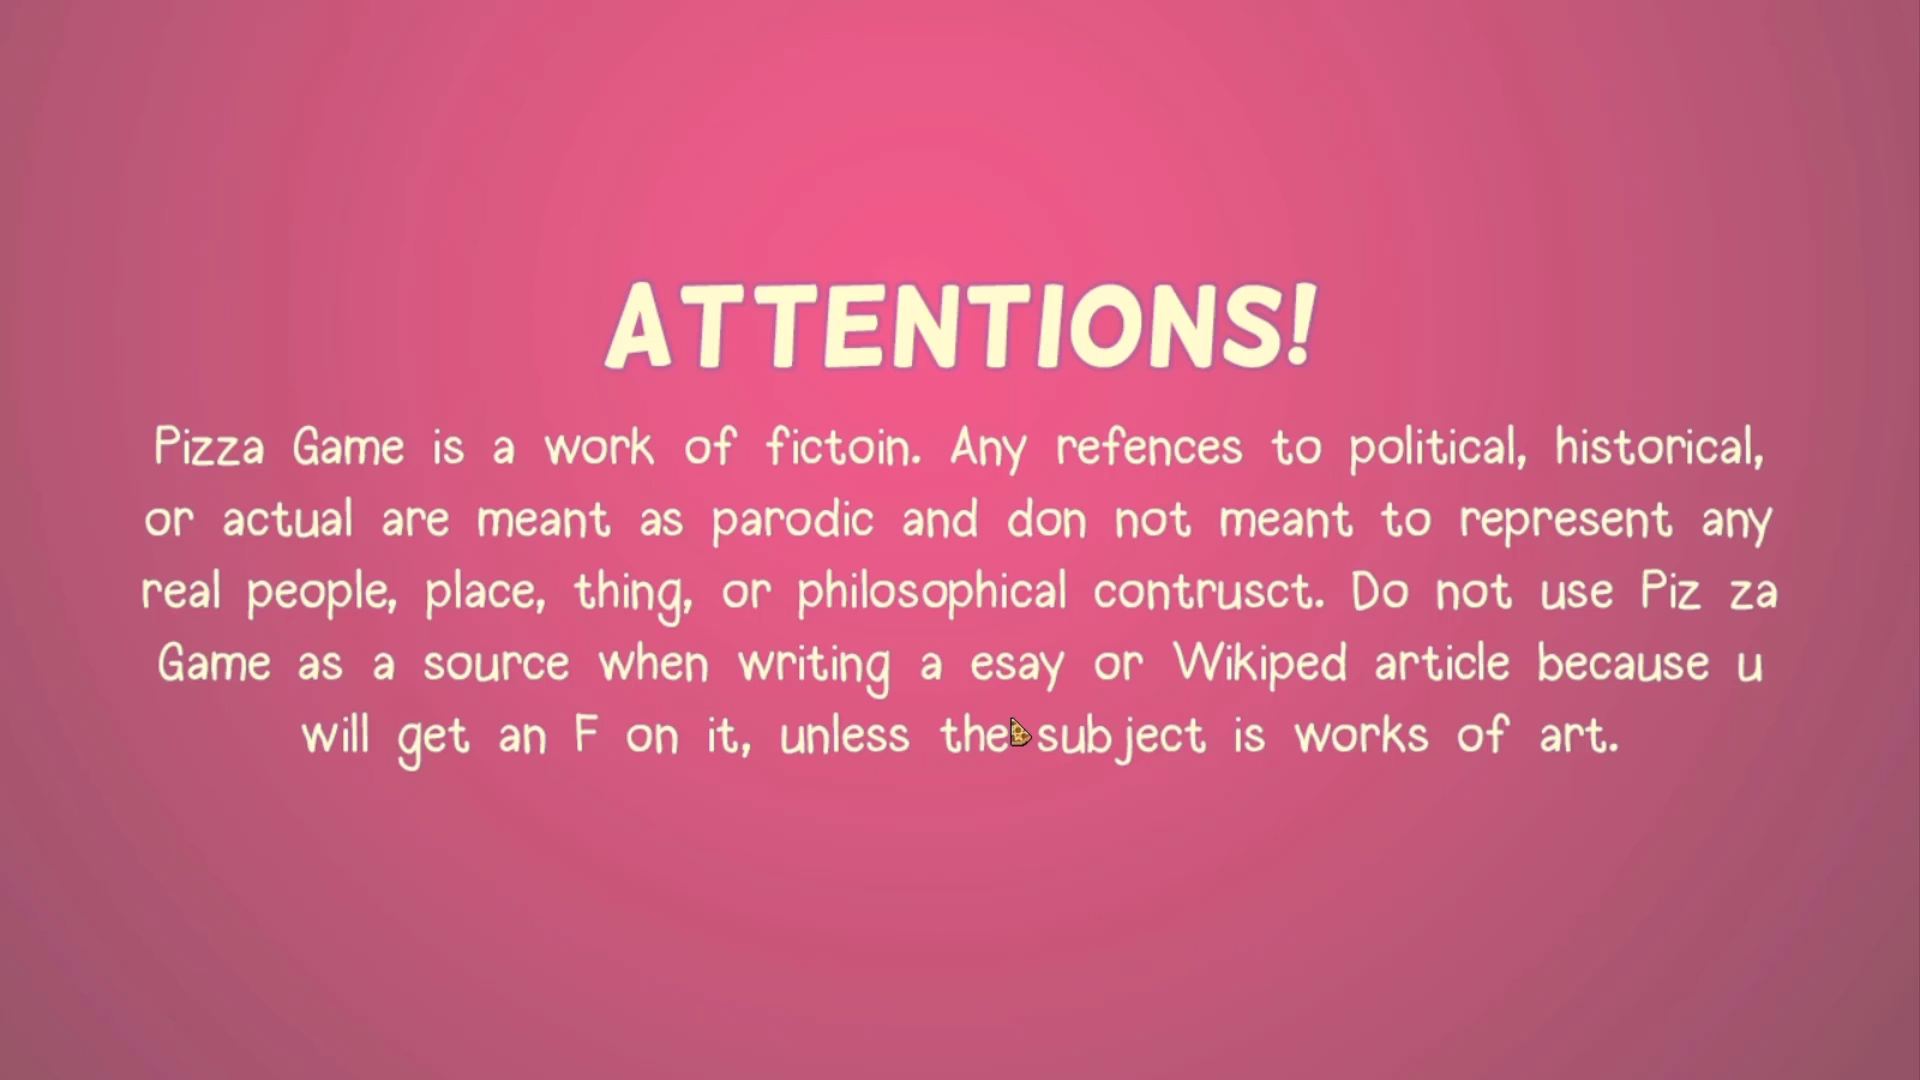 ATTENTIONS!
Pizza Game is a work of fictoin. Any refences to political, historical,
or actual are meant as parodic and don not meant to represent any
real people, place, thing, or philosophical contrusct. Do not use Piz za
Game as a source when writing a esay or Wikiped article because u
will get an F on it, unless the subject is works of art.